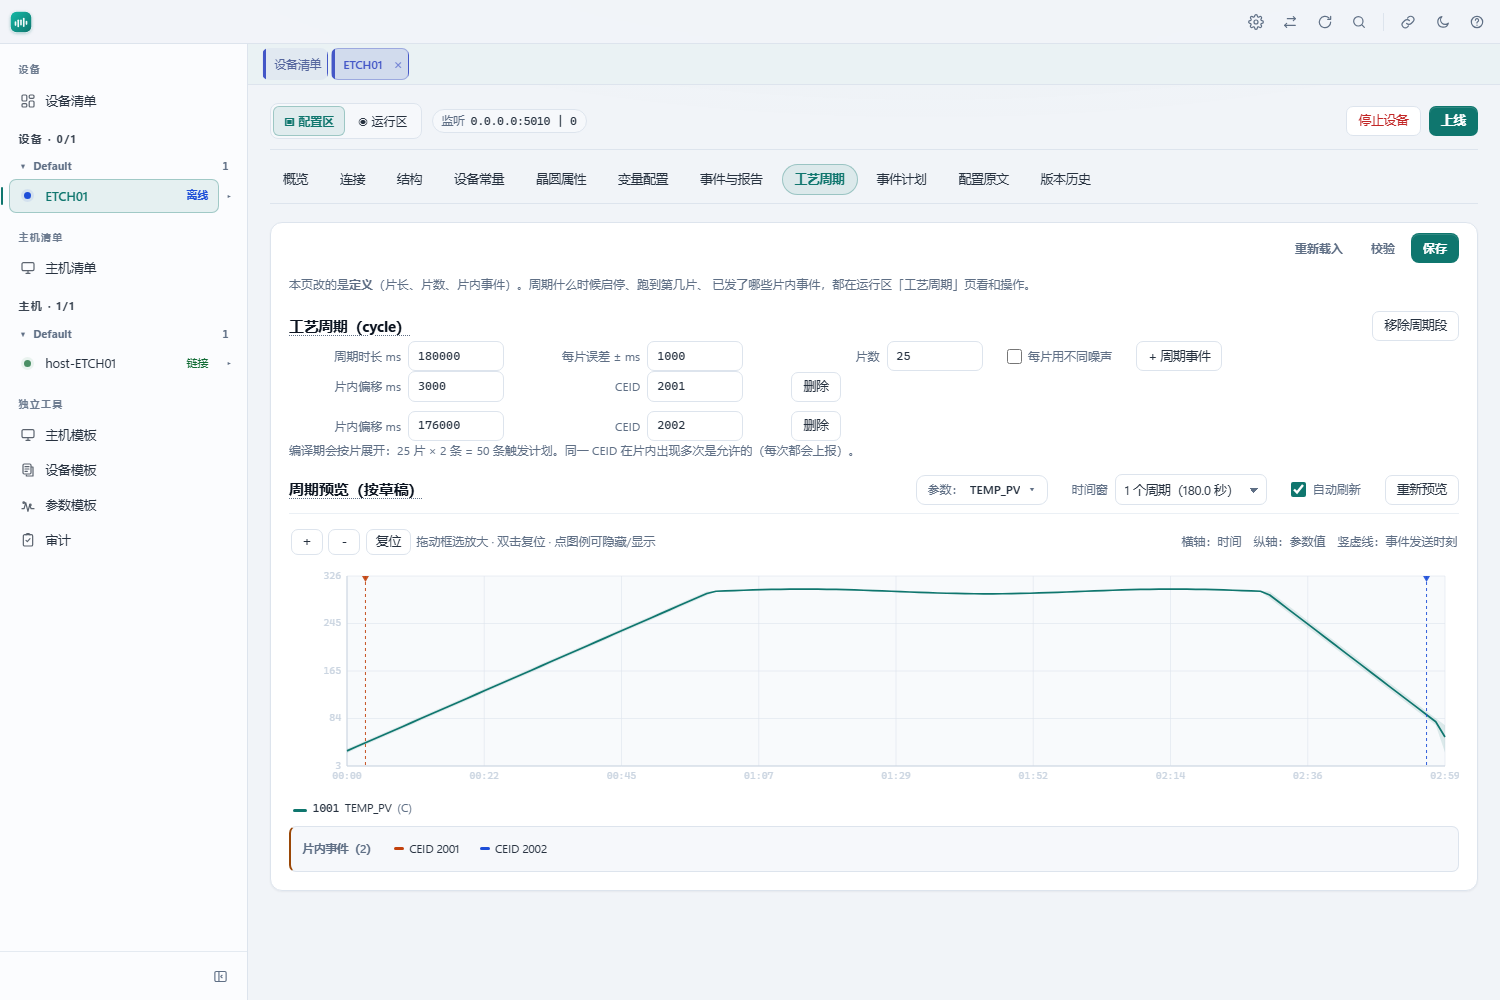 设备
设备清单
设备 · 0/1
Default 1
ETCH01 离线
主机清单
主机清单
主机 · 1/1
Default 1
host-ETCH01 链接
独立工具
主机模板
设备模板
参数模板
审计
设备清单 ETCH01 ×
配置区 运行区 监听 0.0.0.0:5010 | 0 停止设备 上线
概览 连接 结构 设备常量 晶圆属性 变量配置 事件与报告 工艺周期 事件计划 配置原文 版本历史
重新载入 校验 保存
本页改的是定义（片长、片数、片内事件）。周期什么时候启停、跑到第几片、 已发了哪些片内事件，都在运行区「工艺周期」页看和操作。
工艺周期（cycle） 移除周期段
周期时长 ms 180000 每片误差 ± ms 1000 片数 25 每片用不同噪声 + 周期事件
片内偏移 ms 3000 CEID 2001 删除
片内偏移 ms 176000 CEID 2002 删除
编译期会按片展开：25 片 × 2 条 = 50 条触发计划。同一 CEID 在片内出现多次是允许的（每次都会上报）。
周期预览（按草稿） 参数： TEMP_PV 时间窗 1 个周期（180.0 秒） 自动刷新 重新预览
+ - 复位 拖动框选放大 · 双击复位 · 点图例可隐藏/显示 横轴：时间 纵轴：参数值 竖虚线：事件发送时刻
326
245
165
84
3
00:00 00:22 00:45 01:07 01:29 01:52 02:14 02:36 02:59
1001 TEMP_PV (C)
片内事件（2） CEID 2001 CEID 2002